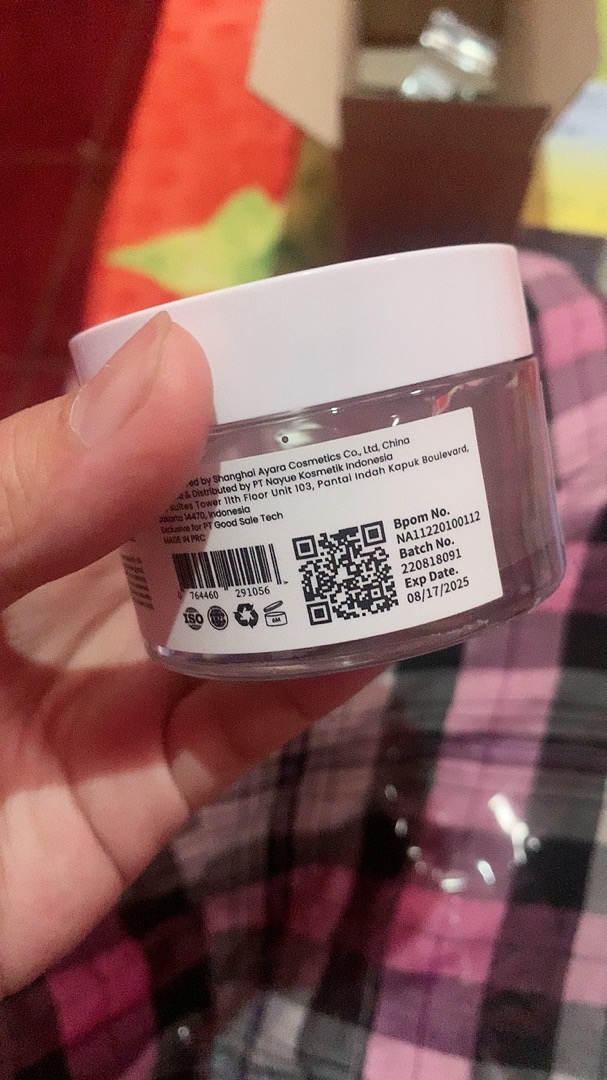 by Shanghai Ayara Cosmetics Co., Ltd, China
& Distributed by PT Nayue Kosmetik Indonesia
Suites Tower 11th Floor Unit 103, Pantai Indah Kapuk Boulevard,
14470, Indonesia
Exclusive for PT Good Sale Tech
MADE IN PRC
764460 291056
ISO
6M
Bpom No.
NA11220100112
Batch No.
220818091
Exp Date.
08/17/2025